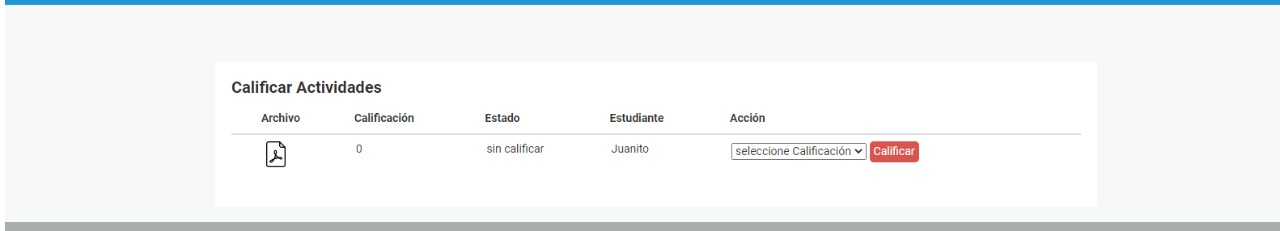 Calificar Actividades
Archivo Calificación Estado Estudiante Acción
0 sin calificar Juanito seleccione Calificación Calificar